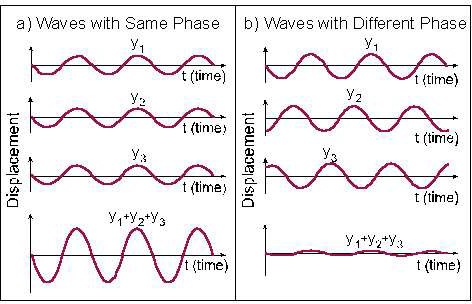 a) Waves with Same Phase
y1
t (time)
y2
t (time)
y3
t (time)
y1+y2+y3
t (time)
Displacement
b) Waves with Different Phase
y1
t (time)
y2
t (time)
y3
t (time)
y1+y2+y3
t (time)
Displacement